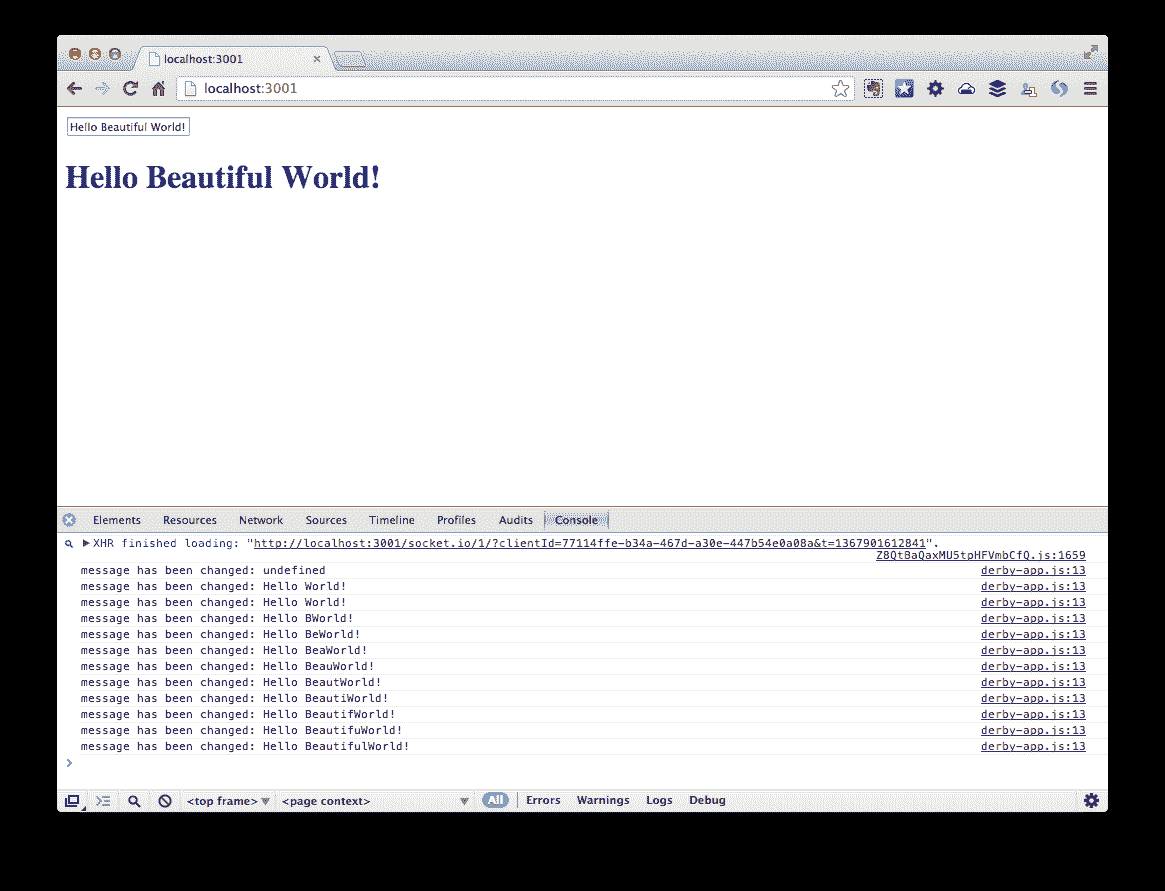 localhost:3001
localhost:3001
Hello Beautiful World!
Hello Beautiful World!
Elements Resources Network Sources Timeline Profiles Audits Console
XHR finished loading: "http://localhost:3001/socket.io/1/?clientId=77114ffe-b34a-467d-a30e-447b54e0a08a&t=1367901612841".
Z8QtBaQaxMU5tpHFVmbCfQ.js:1659
message has been changed: undefined derby-app.js:13
message has been changed: Hello World! derby-app.js:13
message has been changed: Hello World! derby-app.js:13
message has been changed: Hello BWorld! derby-app.js:13
message has been changed: Hello BeWorld! derby-app.js:13
message has been changed: Hello BeaWorld! derby-app.js:13
message has been changed: Hello BeauWorld! derby-app.js:13
message has been changed: Hello BeautWorld! derby-app.js:13
message has been changed: Hello BeautiWorld! derby-app.js:13
message has been changed: Hello BeautifWorld! derby-app.js:13
message has been changed: Hello BeautifuWorld! derby-app.js:13
message has been changed: Hello BeautifulWorld! derby-app.js:13
<top frame> <page context> All Errors Warnings Logs Debug